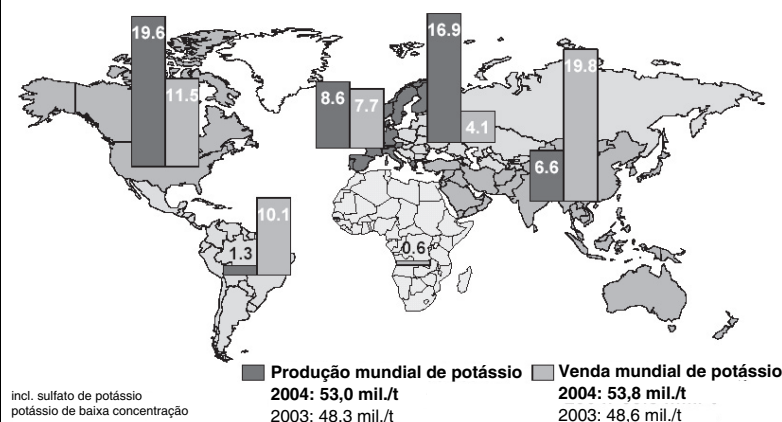 19.6
11.5
8.6
7.7
16.9
4.1
19.8
6.6
10.1
1.3
0.6
Produção mundial de potássio
2004: 53,0 mil./t
2003: 48,3 mil./t
Venda mundial de potássio
2004: 53,8 mil./t
2003: 48,6 mil./t
incl. sulfato de potássio
potássio de baixa concentração